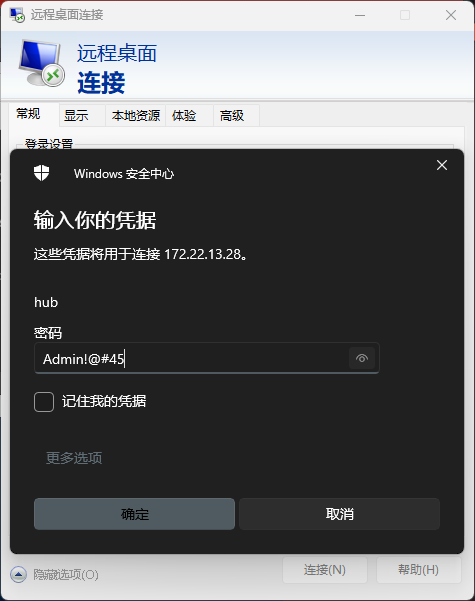 远程桌面连接
远程桌面
连接
常规 显示 本地资源 体验 高级
登录设置
Windows 安全中心
输入你的凭据
这些凭据将用于连接 172.22.13.28。
hub
密码
Admin!@#45
记住我的凭据
更多选项
确定 取消
隐藏选项(O) 连接(N) 帮助(H)